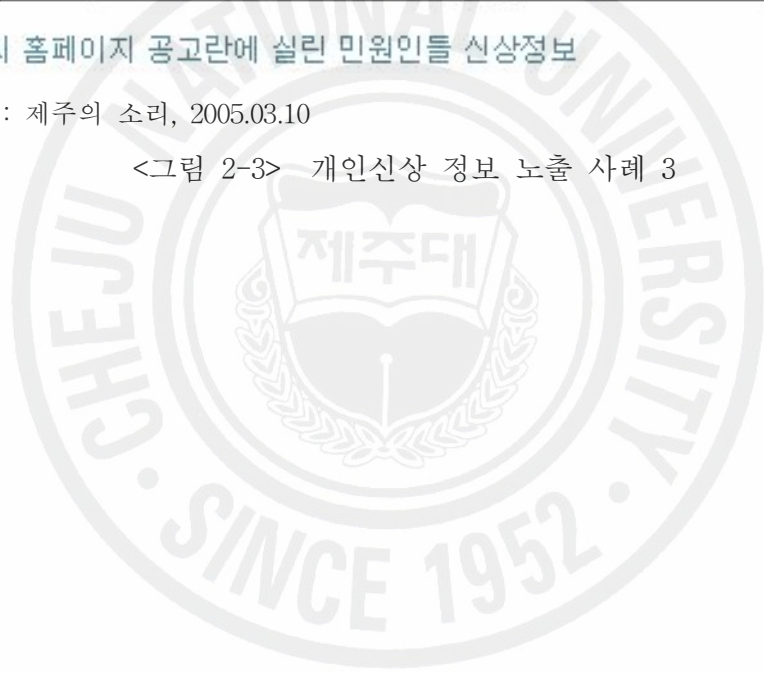 홈페이지 공고란에 실린 민원인들 신상정보
: 제주의 소리, 2005.03.10
<그림 2-3> 개인신상 정보 노출 사례 3
CHEJU NATIONAL UNIVERSITY
제주대
SINCE 1952